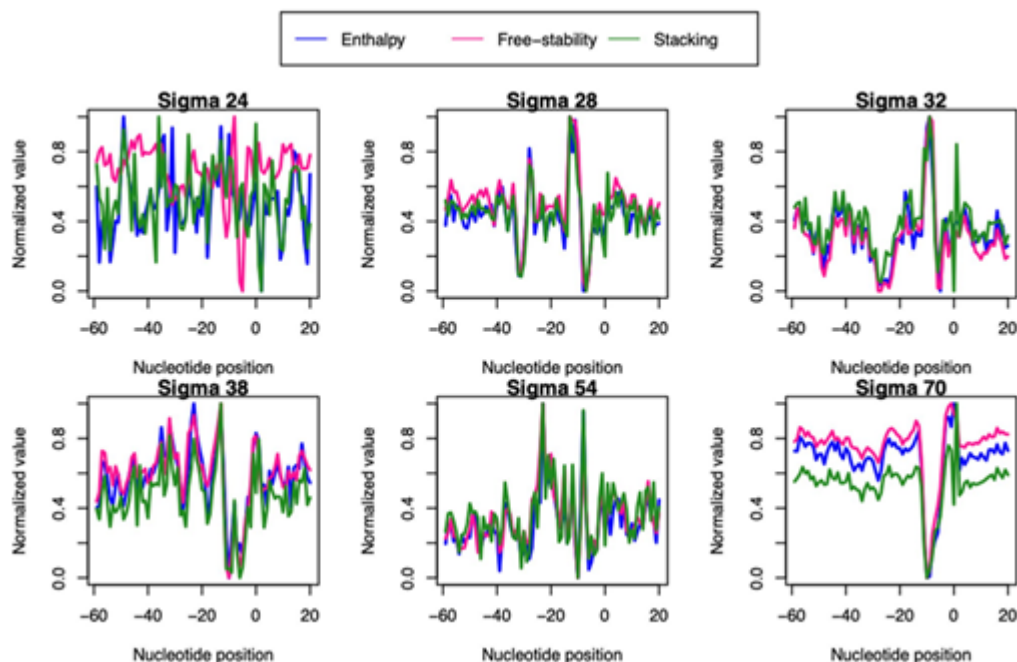 Enthalpy Free-stability Stacking
Sigma 24 Sigma 28 Sigma 32
Normalized value Normalized value Normalized value
0.8 0.8 0.8
0.4 0.4 0.4
0.0 0.0 0.0
-60 -40 -20 0 20 -60 -40 -20 0 20 -60 -40 -20 0 20
Nucleotide position Nucleotide position Nucleotide position
Sigma 38 Sigma 54 Sigma 70
Normalized value Normalized value Normalized value
0.8 0.8 0.8
0.4 0.4 0.4
0.0 0.0 0.0
-60 -40 -20 0 20 -60 -40 -20 0 20 -60 -40 -20 0 20
Nucleotide position Nucleotide position Nucleotide position